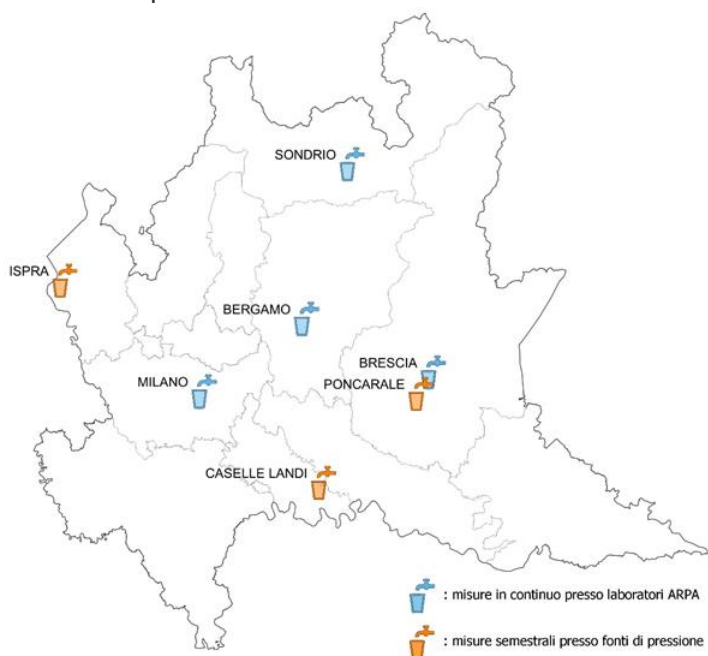 SONDRIO
ISPRA
BERGAMO
BRESCIA
MILANO
PONCARALE
CASELLE LANDI
: misure in continuo presso laboratori ARPA
: misure semestrali presso fonti di pressione